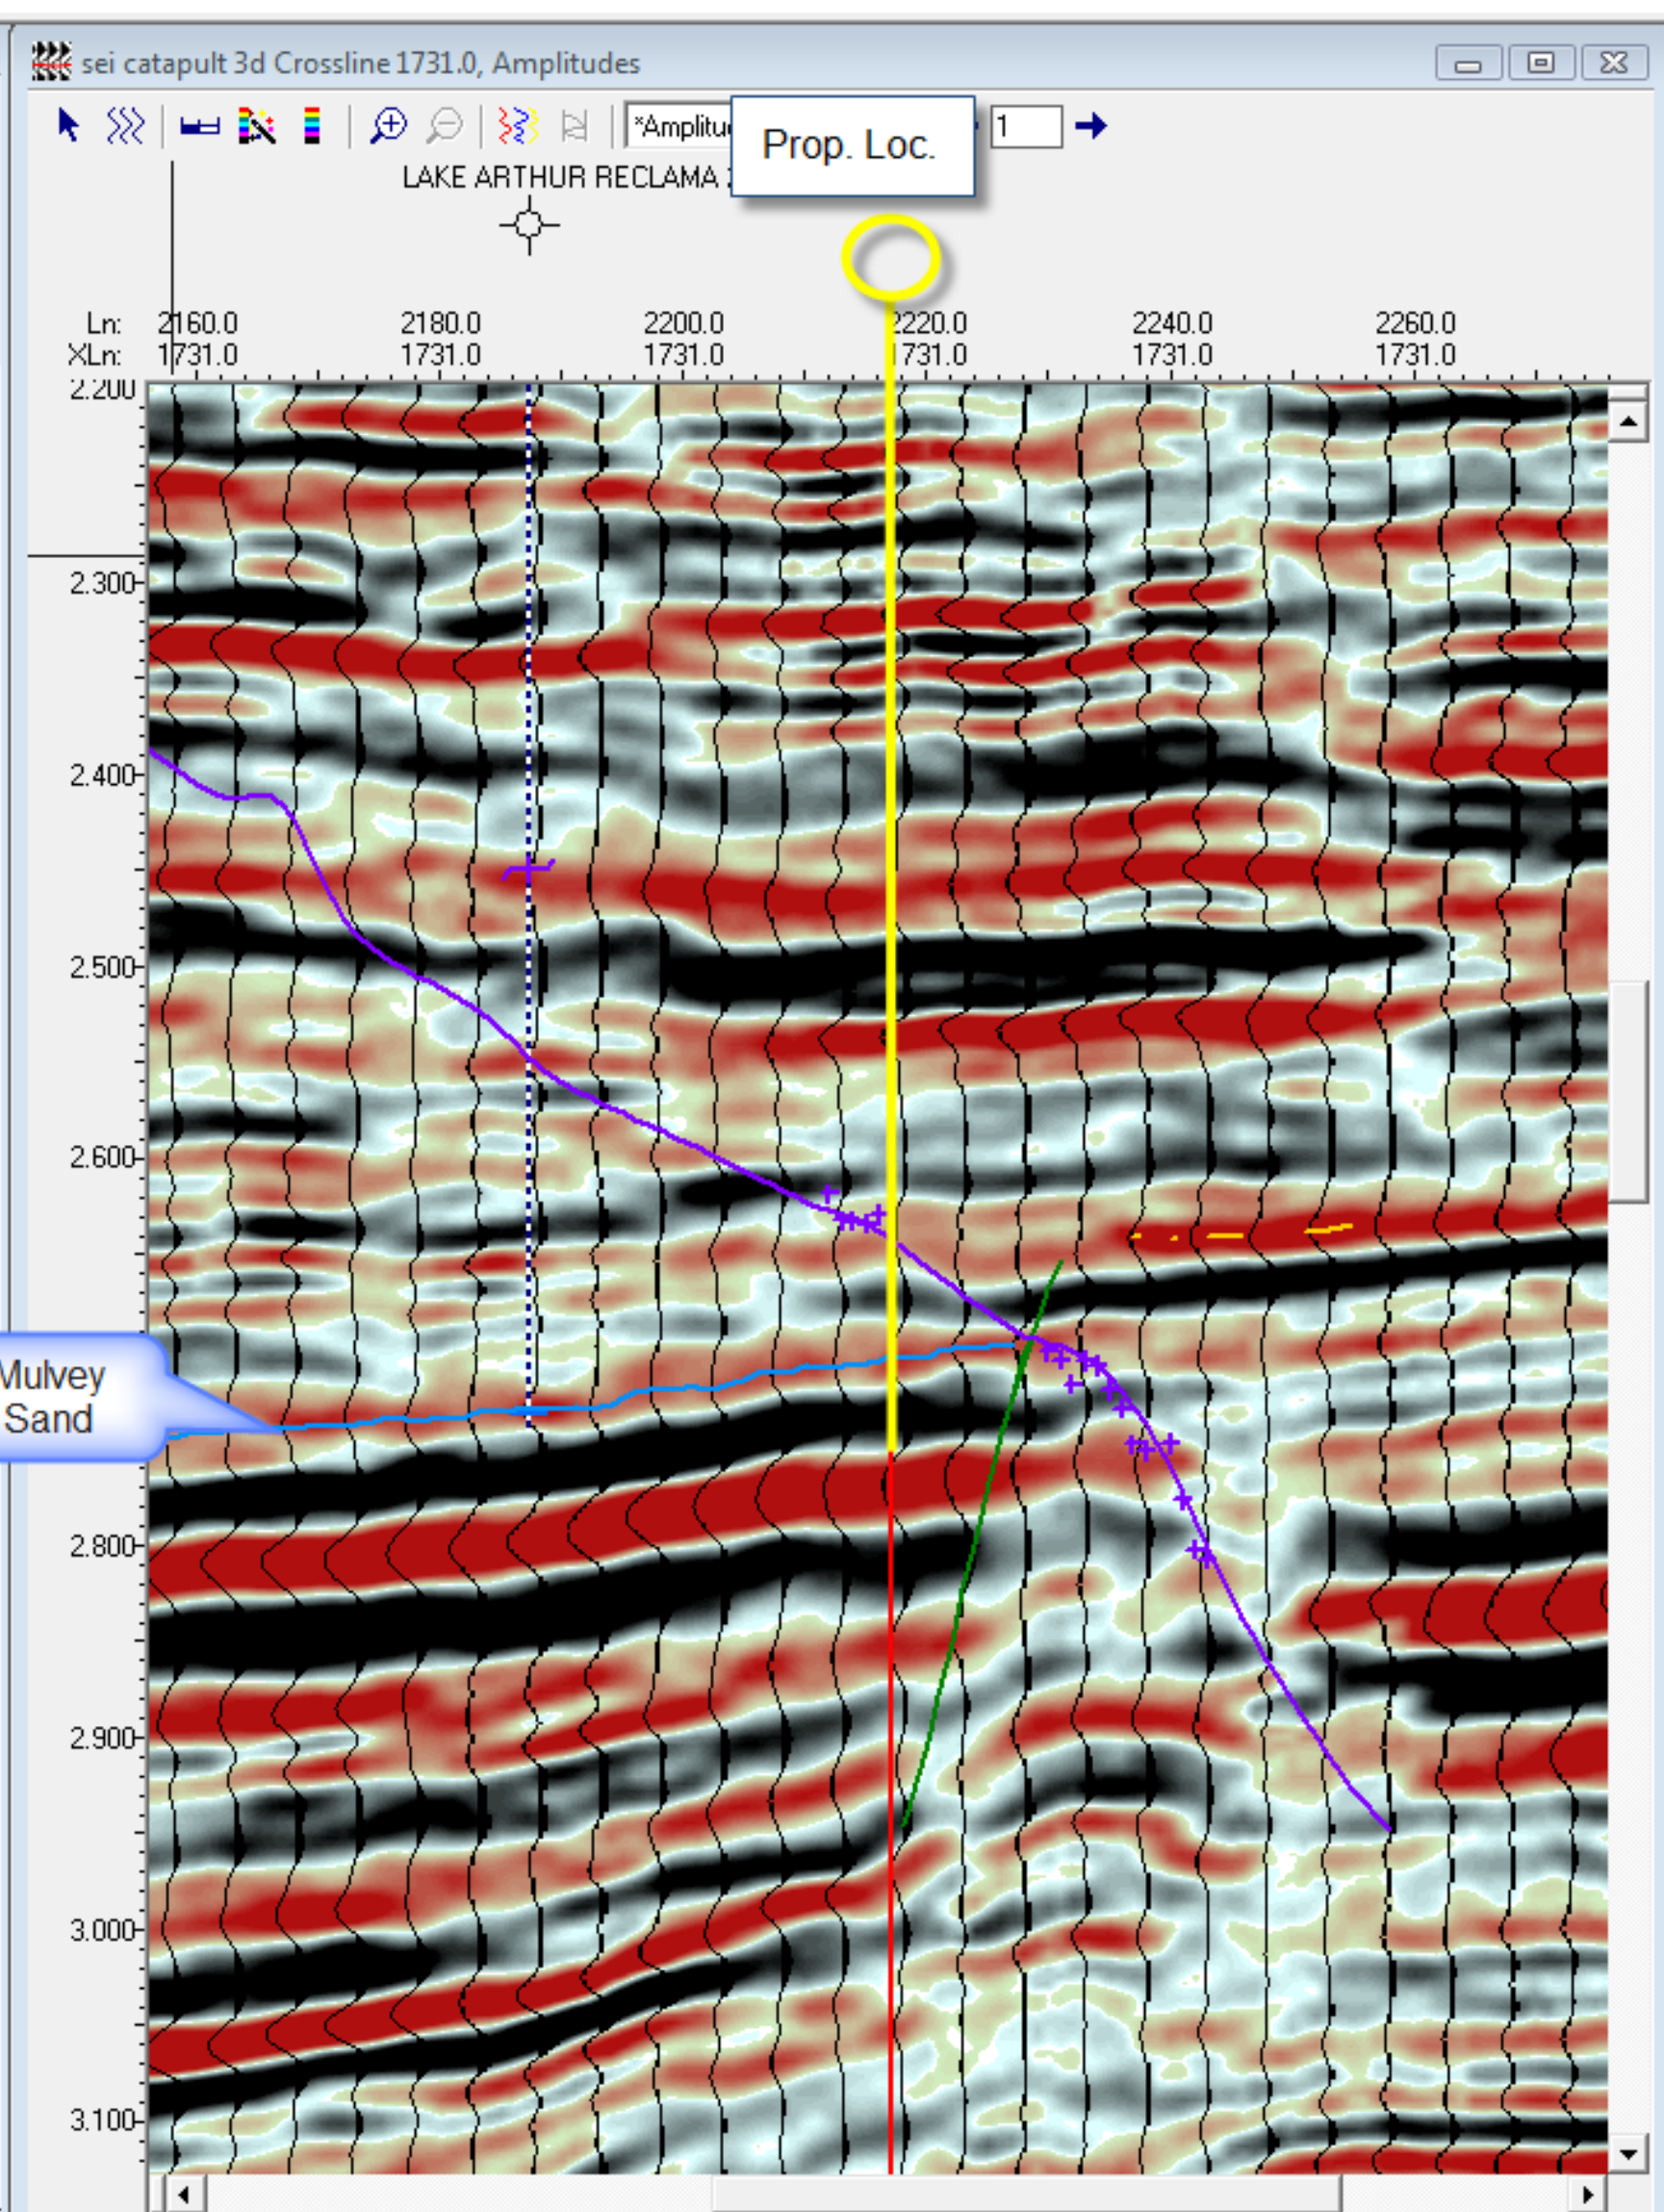 sei catapult 3d Crossline 1731.0, Amplitudes
1
Prop. Loc.
LAKE ARTHUR RECLAMA
Ln: 2160.0 2180.0 2200.0 2220.0 2240.0 2260.0
XLn: 1731.0 1731.0 1731.0 1731.0 1731.0 1731.0
2.200
2.300
2.400
2.500
2.600
Mulvey
Sand
2.800
2.900
3.000
3.100